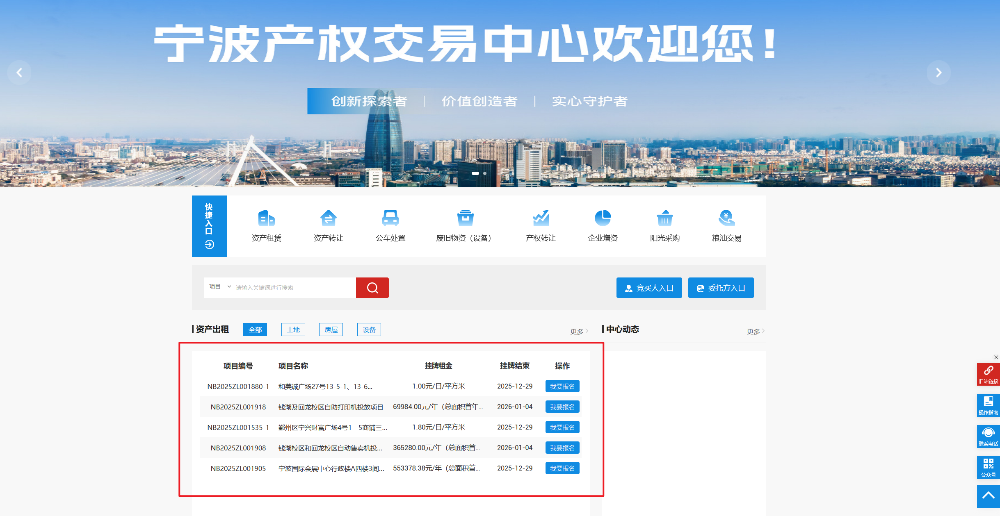 宁波产权交易中心欢迎您！
创新探索者 | 价值创造者 | 实心守护者
快捷入口
资产租赁 资产转让 公车处置 废旧物资（设备） 产权转让 企业增资 阳光采购 粮油交易
项目 请输入关键词进行搜索 竞买人入口 委托方入口
资产出租 全部 土地 房屋 设备 更多
中心动态 更多
项目编号 项目名称 挂牌租金 挂牌结束 操作
NB2025ZL001880-1 和美诚广场27号13-5-1、13-6... 1.00元/日/平方米 2025-12-29 我要报名
NB2025ZL001918 钱湖及回龙校区自助打印机投放项目 69984.00元/年（总面积首年... 2026-01-04 我要报名
NB2025ZL001535-1 鄞州区宁兴财富广场4号1－5商铺三... 1.80元/日/平方米 2025-12-29 我要报名
NB2025ZL001908 钱湖校区和回龙校区自动售卖机投... 365280.00元/年（总面积首... 2026-01-04 我要报名
NB2025ZL001905 宁波国际会展中心行政楼A四楼3间... 553378.38元/年（总面积首... 2025-12-29 我要报名
旧站链接
操作指南
联系电话
公众号